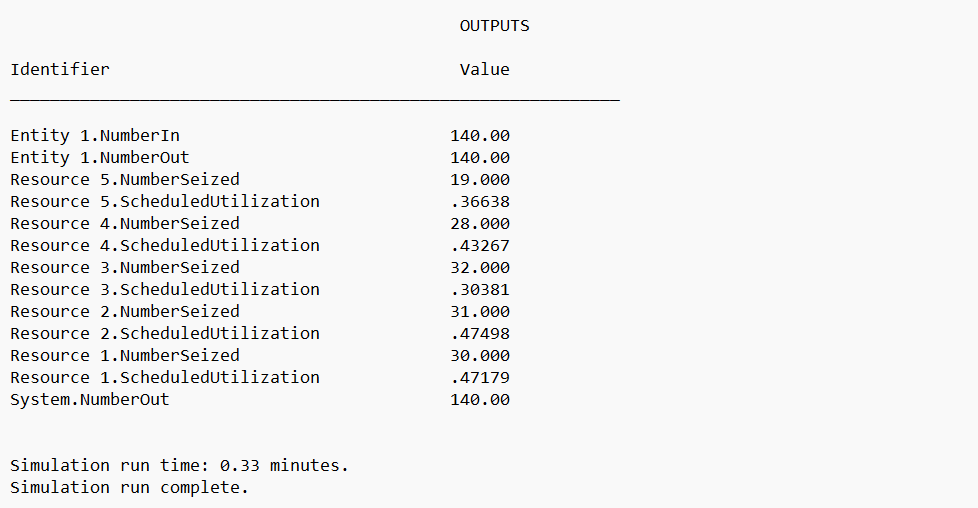 OUTPUTS
Identifier Value
Entity 1.NumberIn 140.00
Entity 1.NumberOut 140.00
Resource 5.NumberSeized 19.000
Resource 5.ScheduledUtilization .36638
Resource 4.NumberSeized 28.000
Resource 4.ScheduledUtilization .43267
Resource 3.NumberSeized 32.000
Resource 3.ScheduledUtilization .30381
Resource 2.NumberSeized 31.000
Resource 2.ScheduledUtilization .47498
Resource 1.NumberSeized 30.000
Resource 1.ScheduledUtilization .47179
System.NumberOut 140.00
Simulation run time: 0.33 minutes.
Simulation run complete.